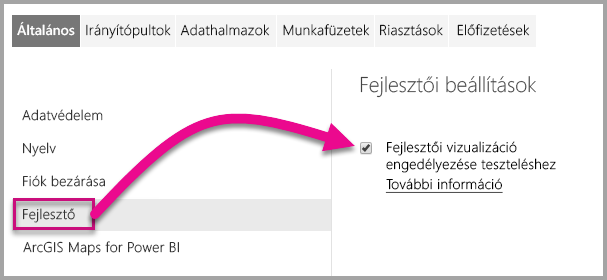 Általános Irányítópultok Adathalmazok Munkafüzetek Riasztások Előfizetések
Adatvédelem
Nyelv
Fiók bezárása
Fejlesztő
ArcGIS Maps for Power BI
Fejlesztői beállítások
Fejlesztői vizualizáció
engedélyezése teszteléshez
További információ